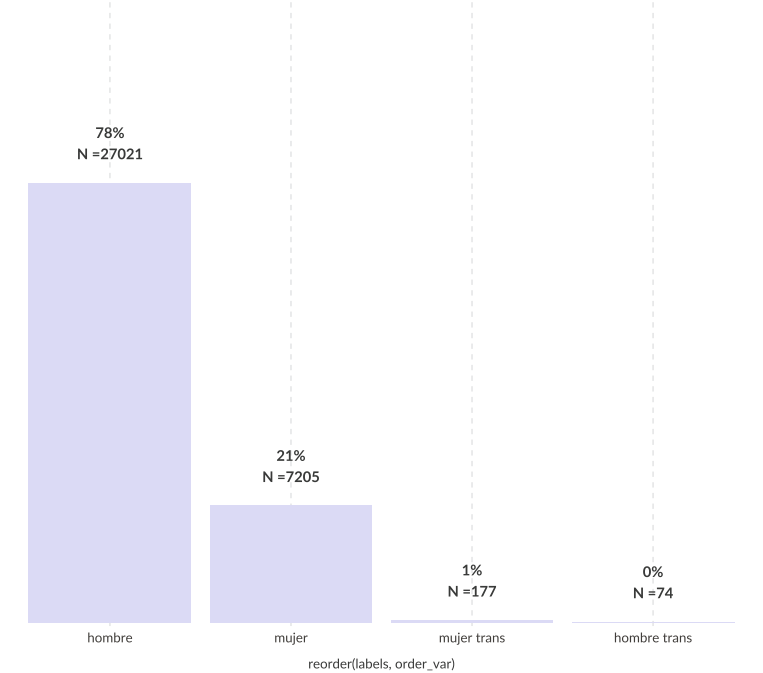 78%
N =27021
21%
N =7205
1%
N =177
0%
N =74
hombre
mujer
mujer trans
hombre trans
reorder(labels, order_var)